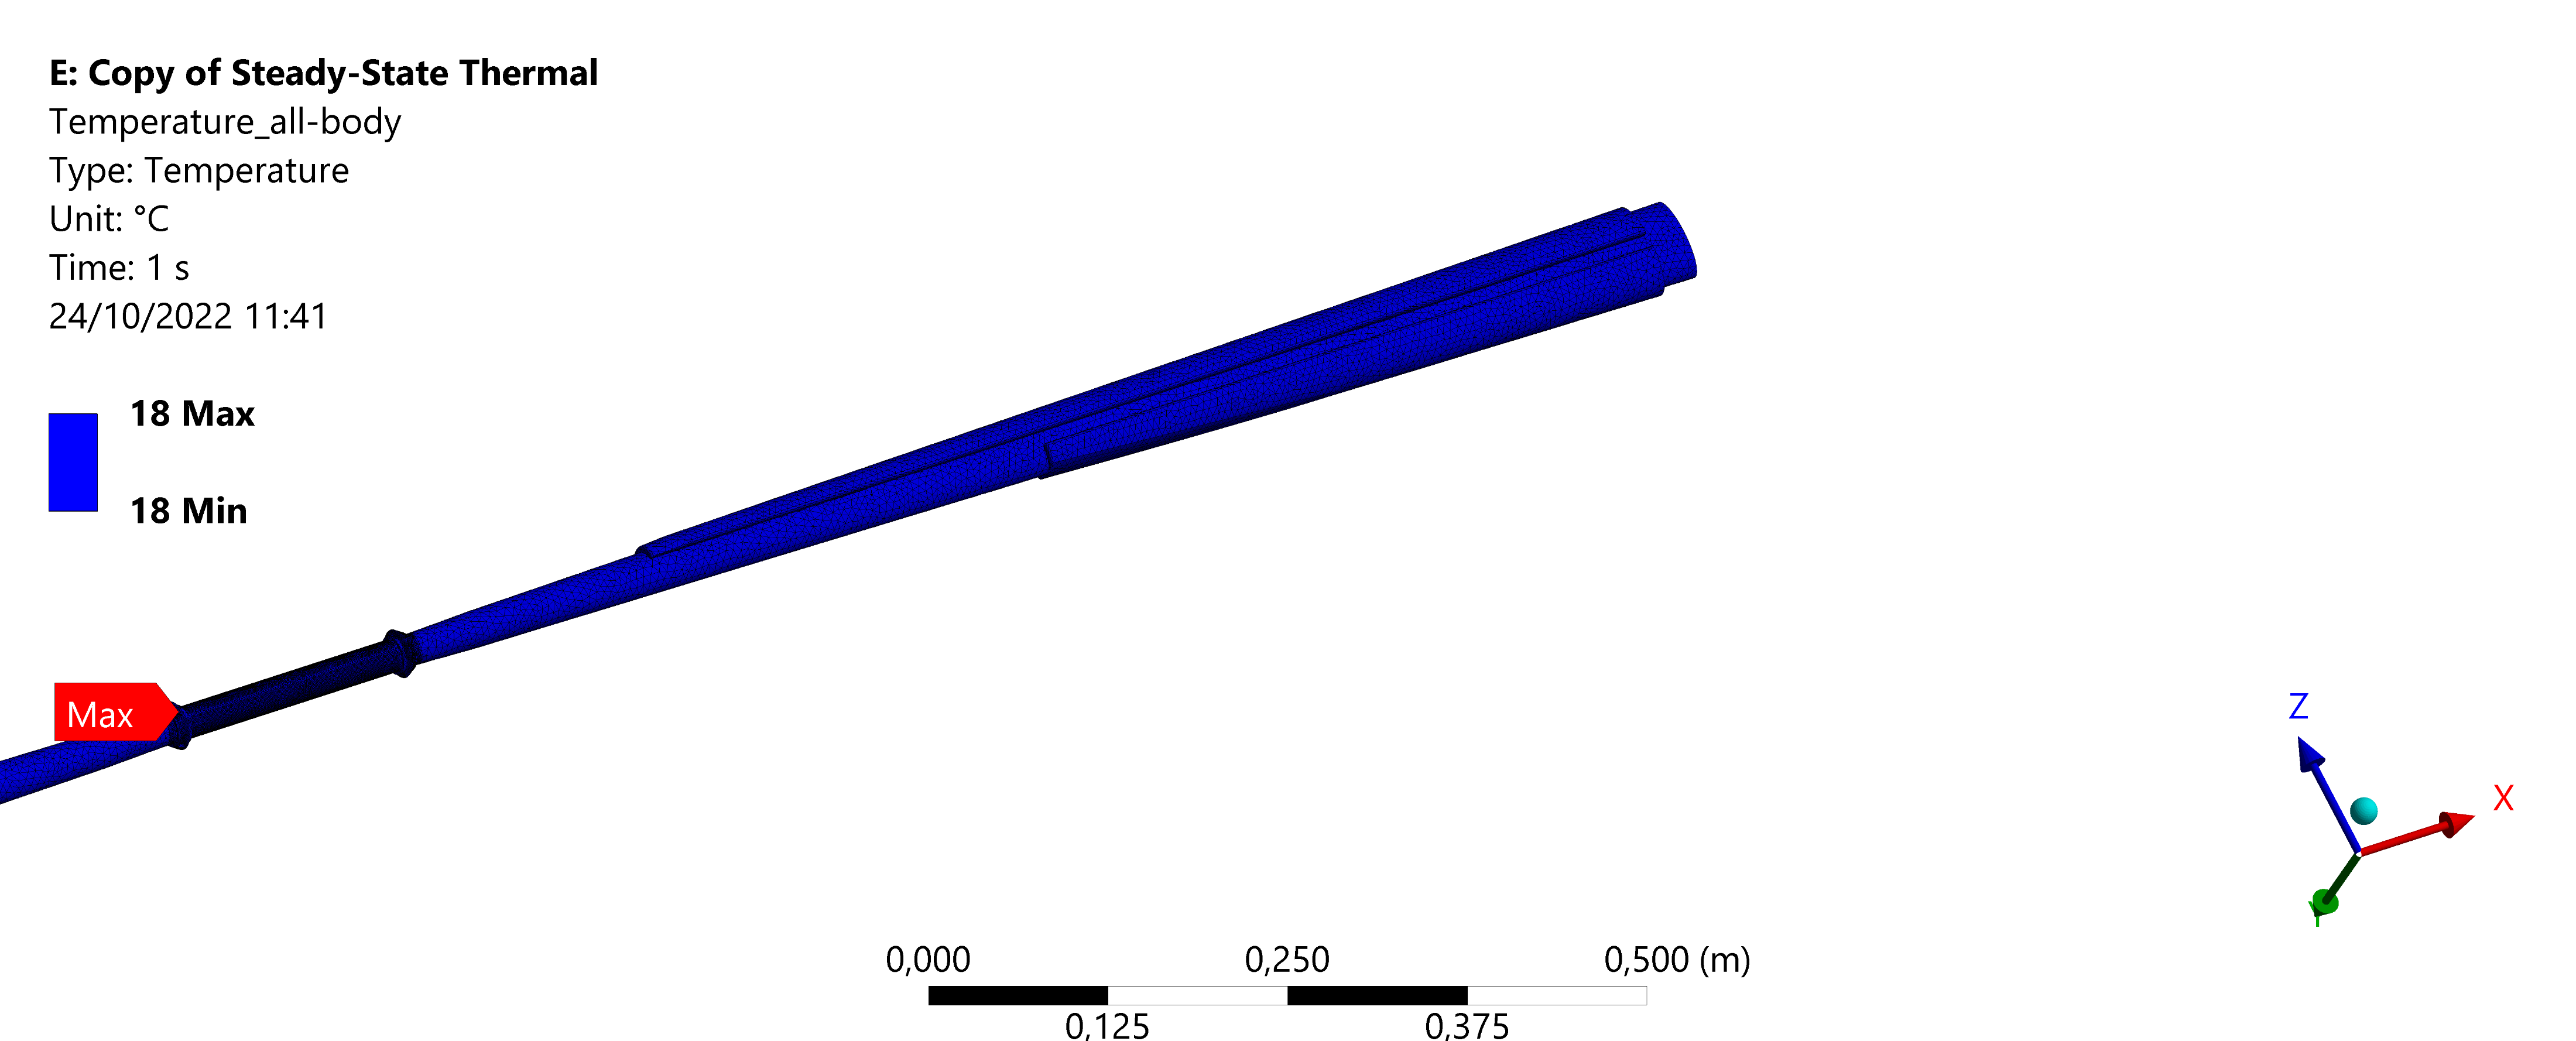 E: Copy of Steady-State Thermal
Temperature_all-body
Type: Temperature
Unit: °C
Time: 1 s
24/10/2022 11:41
18 Max
18 Min
Max
Z
X
Y
0,000 0,250 0,500 (m)
0,125 0,375